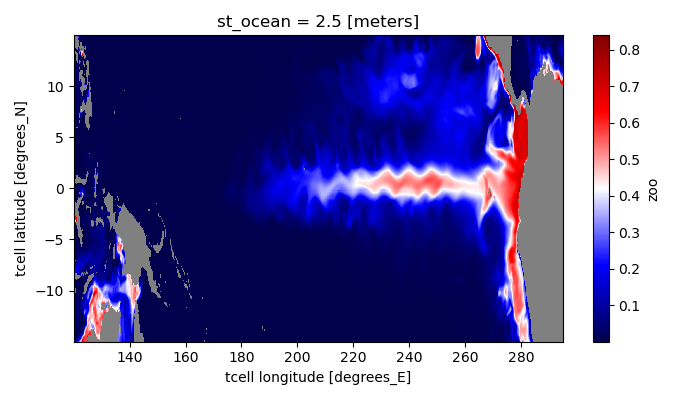 st_ocean = 2.5 [meters]
10
5
0
−5
−10
tcell latitude [degrees_N]
140 160 180 200 220 240 260 280
tcell longitude [degrees_E]
0.8
0.7
0.6
0.5
0.4
0.3
0.2
0.1
zoo